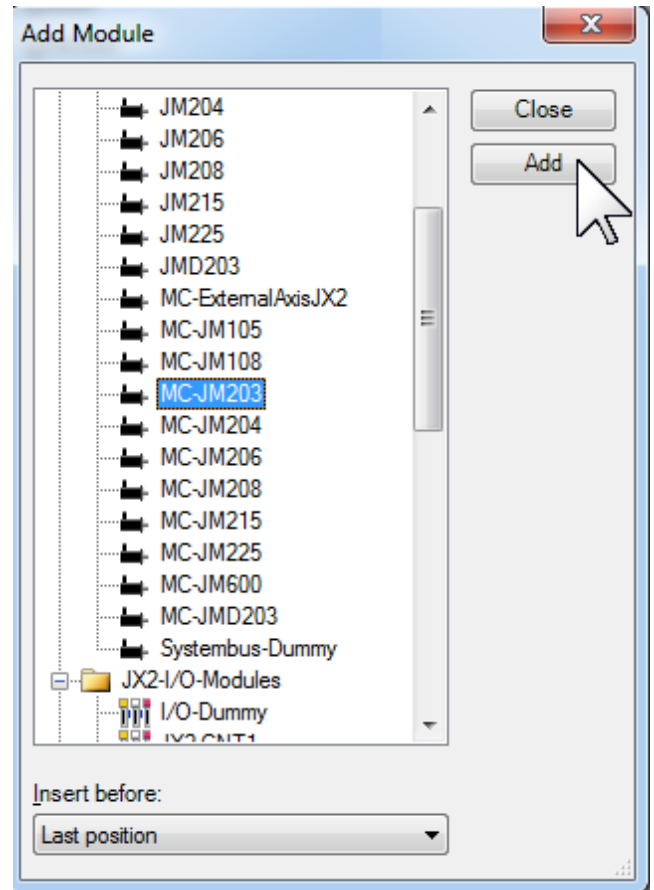 Add Module
JM204
JM206
JM208
JM215
JM225
JMD203
MC-ExternalAxisJX2
MC-JM105
MC-JM108
MC-JM203
MC-JM204
MC-JM206
MC-JM208
MC-JM215
MC-JM225
MC-JM600
MC-JMD203
Systembus-Dummy
JX2-I/O-Modules
I/O-Dummy
JX2-CNT1
Close
Add
Insert before:
Last position